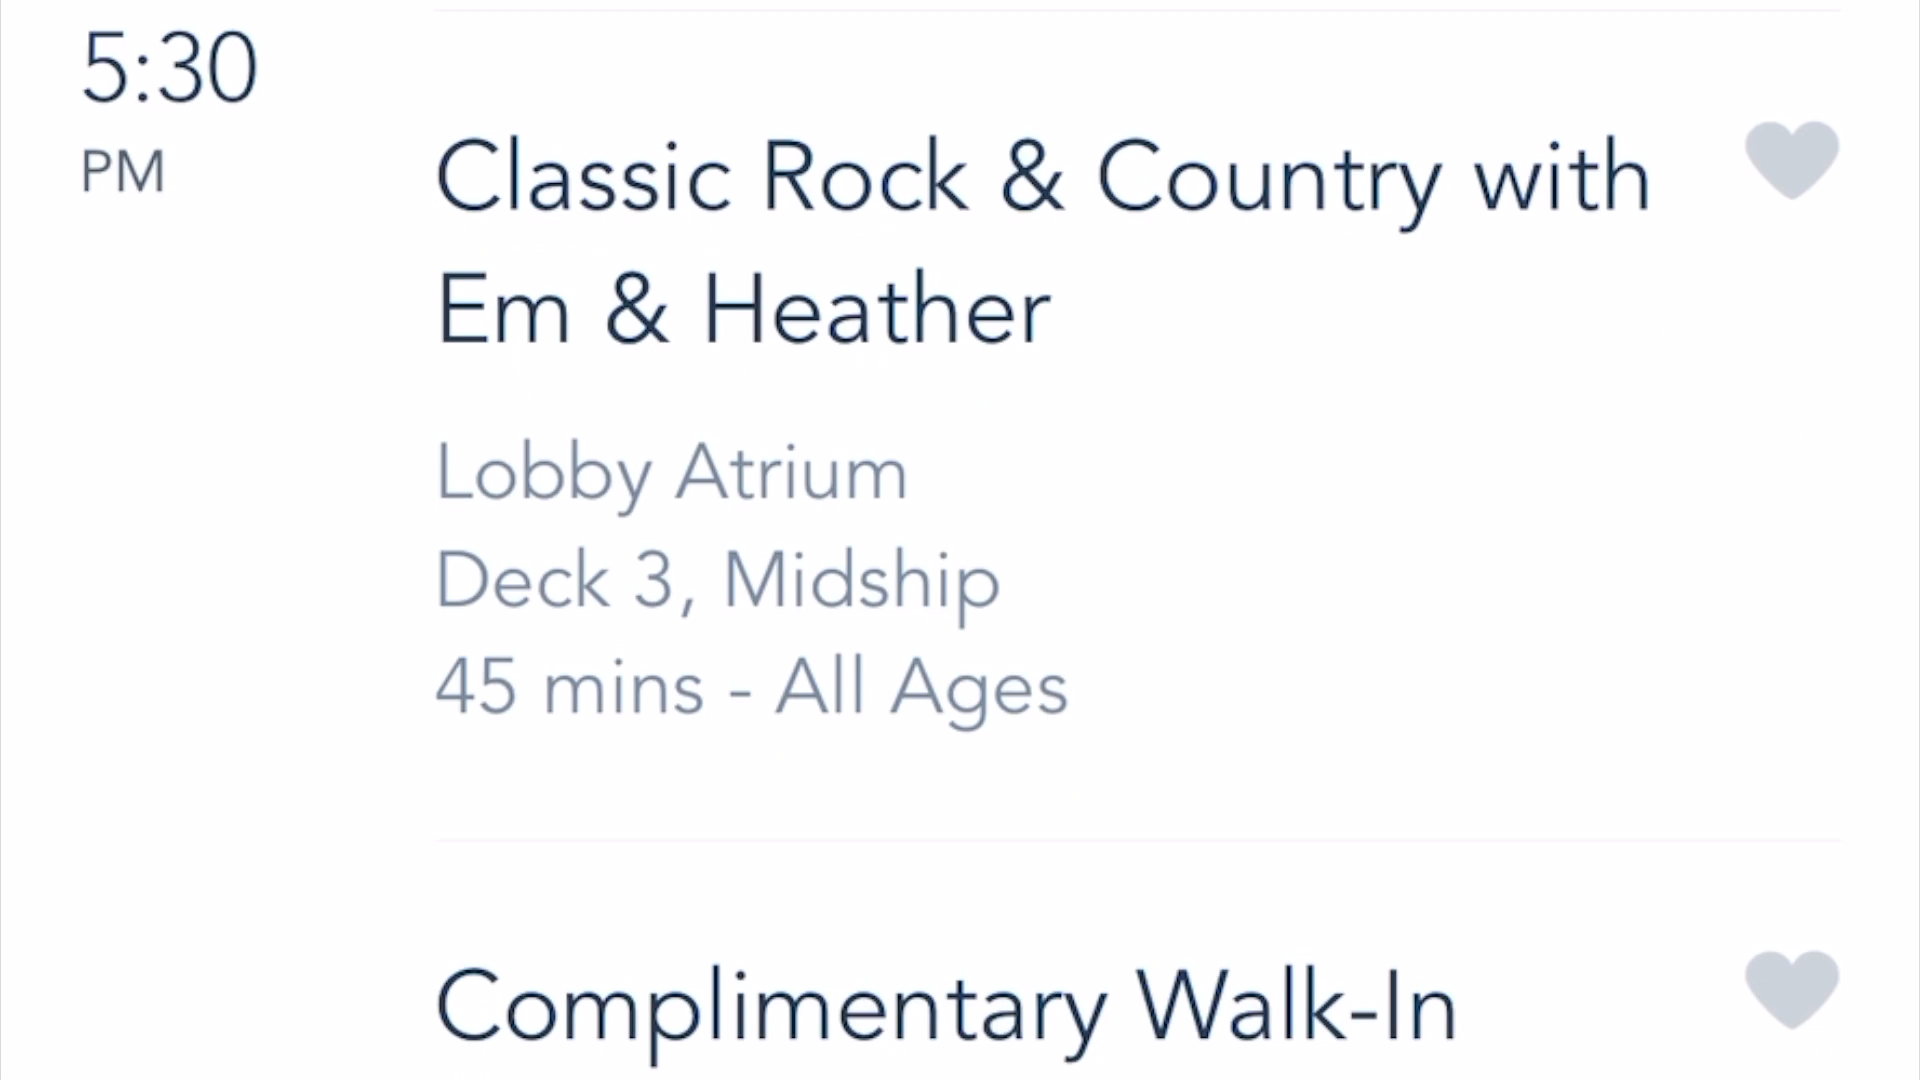 5:30
PM
Classic Rock & Country with
Em & Heather
Lobby Atrium
Deck 3, Midship
45 mins - All Ages
Complimentary Walk-In